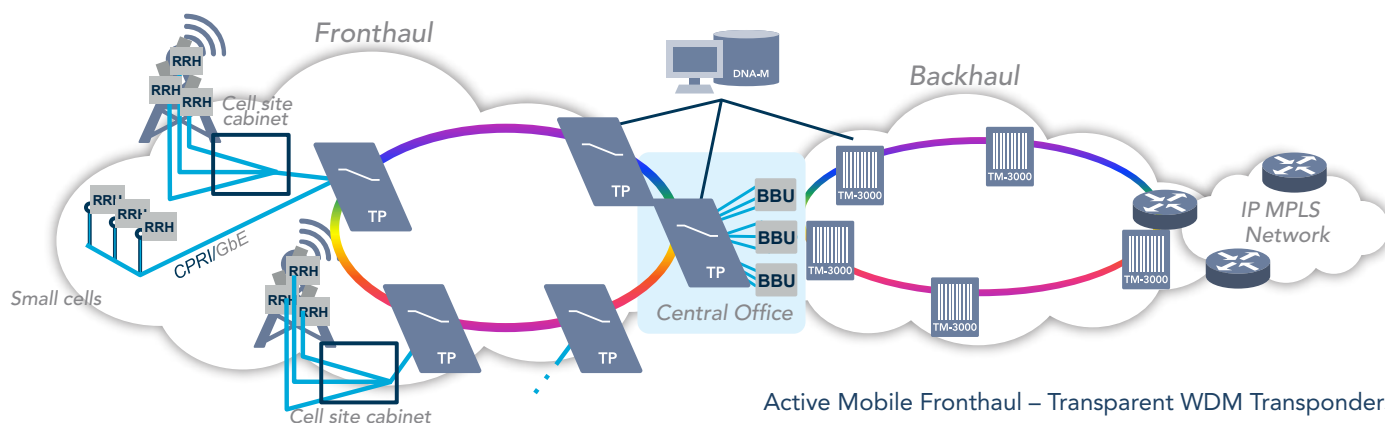 Fronthaul
RRH
RRH
RRH
RRH
Cell site
cabinet
DNA-M
Backhaul
TP
TP
TM-3000
TM-3000
RRH
RRH
RRH
CPRI/GbE
TP
BBU
BBU
BBU
TM-3000
TM-3000
TM-3000
IP MPLS
Network
Small cells
RRH
RRH
RRH
TP
TP
Central Office
Cell site cabinet
Active Mobile Fronthaul – Transparent WDM Transponder